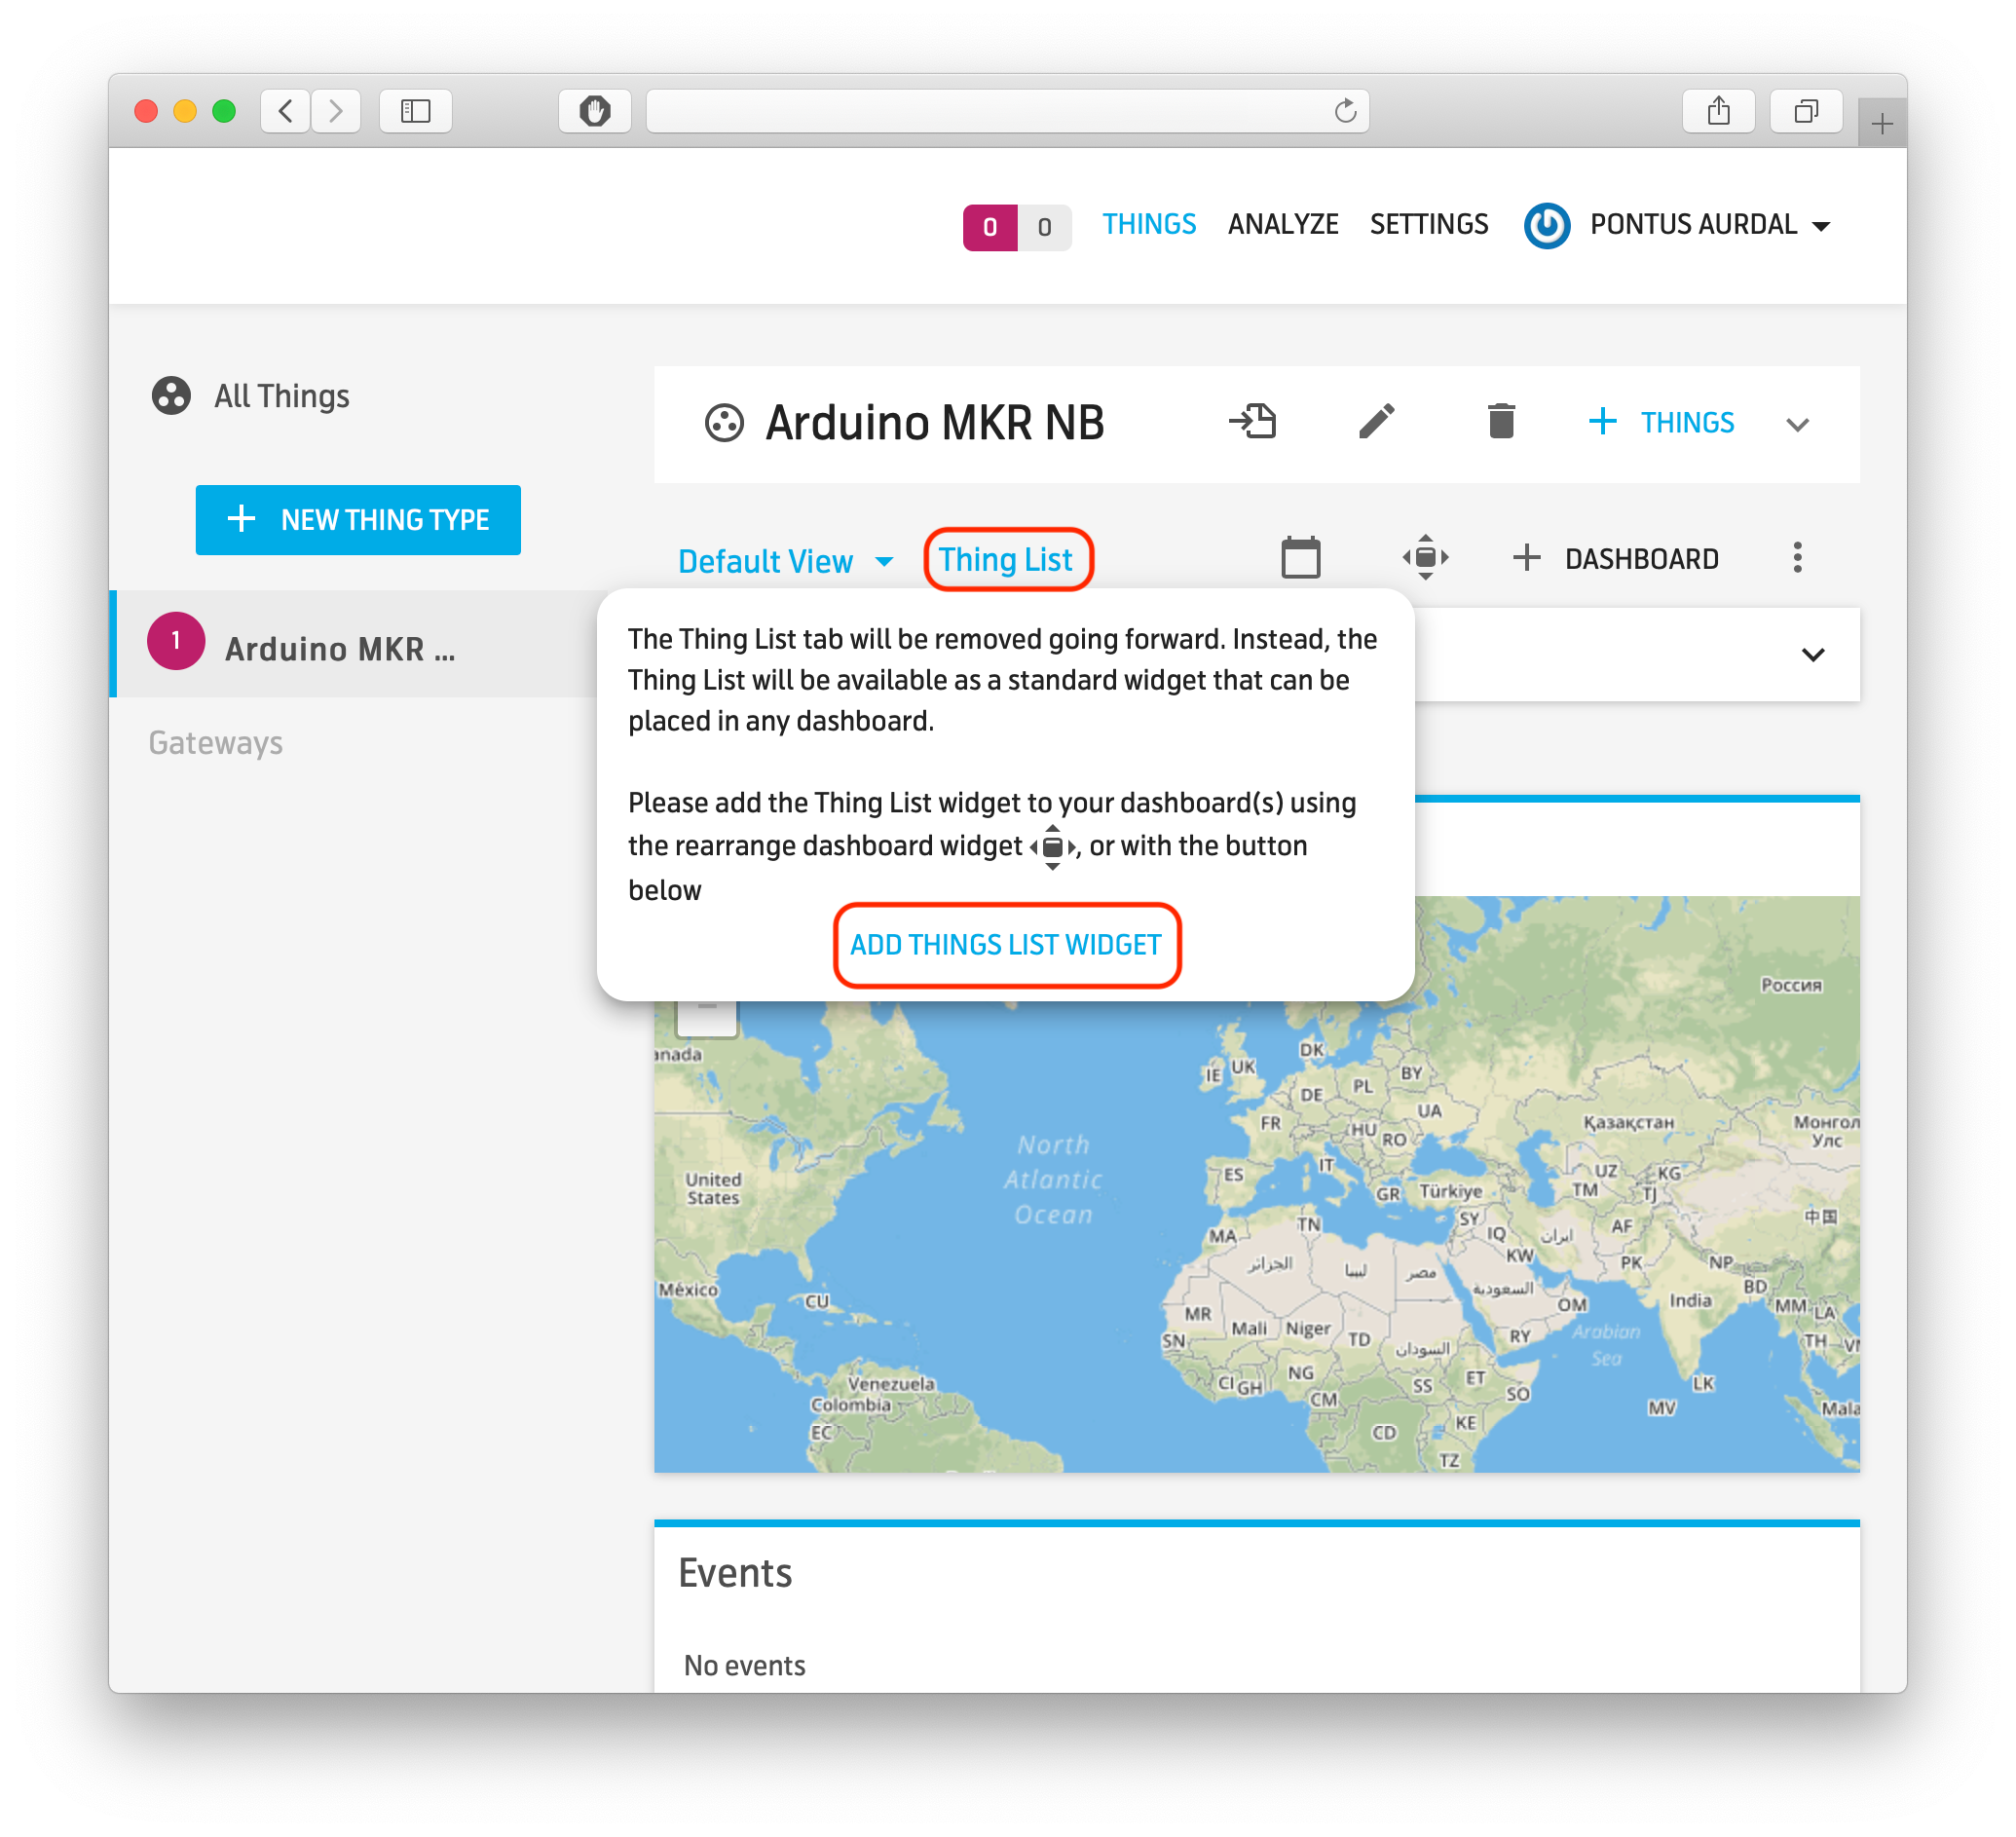 0 0 THINGS ANALYZE SETTINGS PONTUS AURDAL
All Things
Arduino MKR NB
THINGS
NEW THING TYPE
Default View Thing List
DASHBOARD
1 Arduino MKR ...
Gateways
The Thing List tab will be removed going forward. Instead, the
Thing List will be available as a standard widget that can be
placed in any dashboard.
Please add the Thing List widget to your dashboard(s) using
the rearrange dashboard widget , or with the button
below
ADD THINGS LIST WIDGET
Россия
anada
DK
IE UK
DE PL BY
UA
FR
HU RO
Қазақстан
Монгол
Улс
North
Atlantic
Ocean
United
States
ES
IT
GR Türkiye
UZ KG
TM TJ
中国
MA
TN
SY
IQ
ایران
AF
KW
PK
NP
الجزائر
ليبيا
مصر
السعودية
México
CU
OM
India
BD
MM LA
MR
Mali Niger
TD
السودان
RY
Arabian
Sea
TH VN
SN
CI GH
NG
CM
SS
ET
SO
LK
MV
Mala
Venezuela
Colombia
EC
CD
KE
TZ
Events
No events